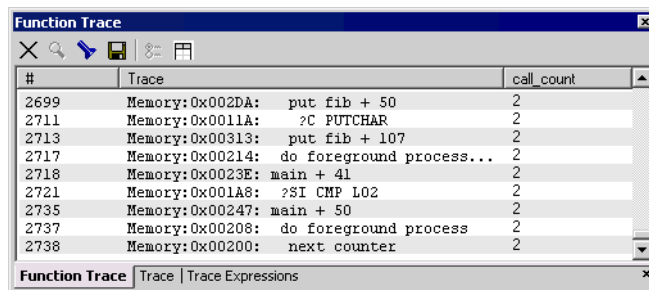 Function Trace
# Trace call_count
2699 Memory:0x002DA: put fib + 50 2
2711 Memory:0x0011A: ?C PUTCHAR 2
2713 Memory:0x00313: put fib + 107 2
2717 Memory:0x00214: do foreground process... 2
2718 Memory:0x0023E: main + 41 2
2721 Memory:0x001A8: ?SI CMP L02 2
2735 Memory:0x00247: main + 50 2
2737 Memory:0x00208: do foreground process 2
2738 Memory:0x00200: next counter 2
Function Trace Trace | Trace Expressions